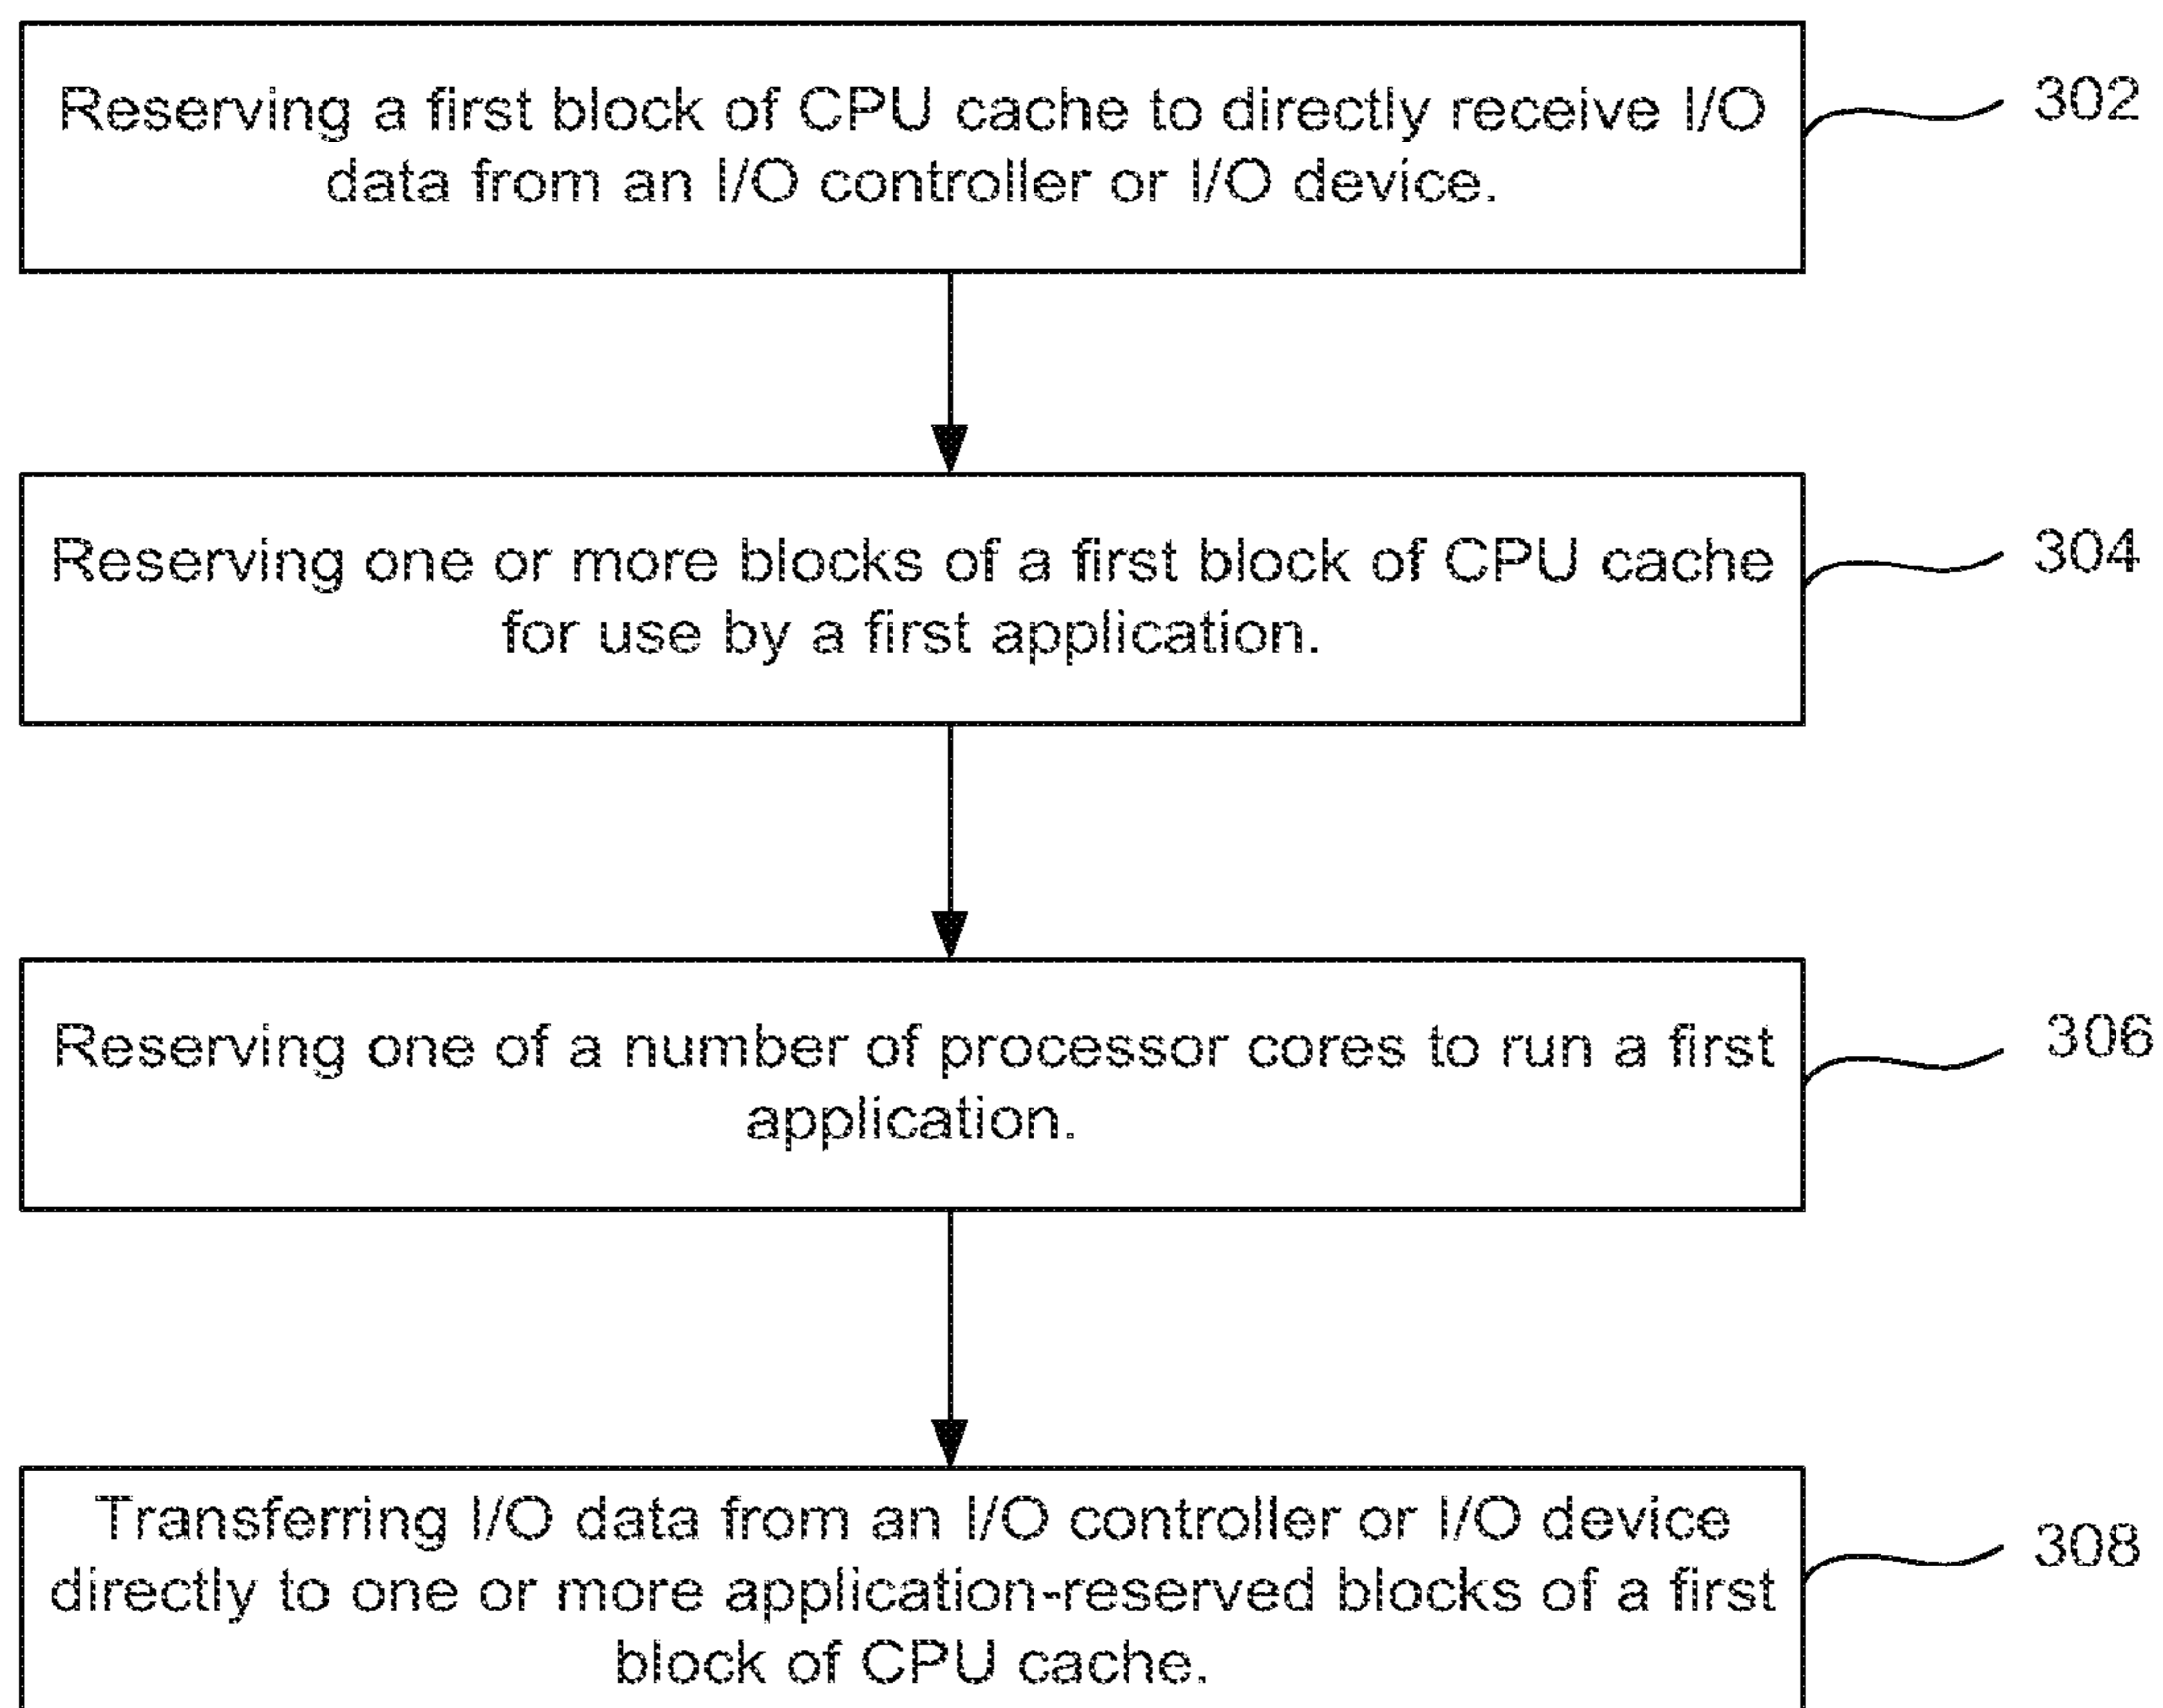 Reserving a first block of CPU cache to directly receive I/O
data from an I/O controller or I/O device.
302
Reserving one or more blocks of a first block of CPU cache
for use by a first application.
304
Reserving one of a number of processor cores to run a first
application.
306
Transferring I/O data from an I/O controller or I/O device
directly to one or more application-reserved blocks of a first
block of CPU cache.
308